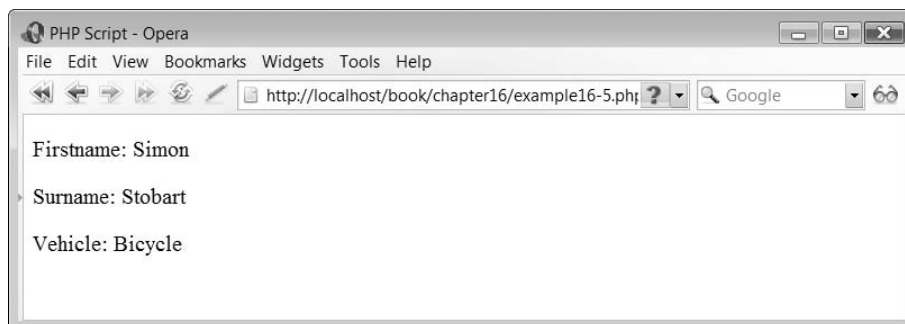 PHP Script - Opera
File Edit View Bookmarks Widgets Tools Help
http://localhost/book/chapter16/example16-5.php ? Google
Firstname: Simon
Surname: Stobart
Vehicle: Bicycle